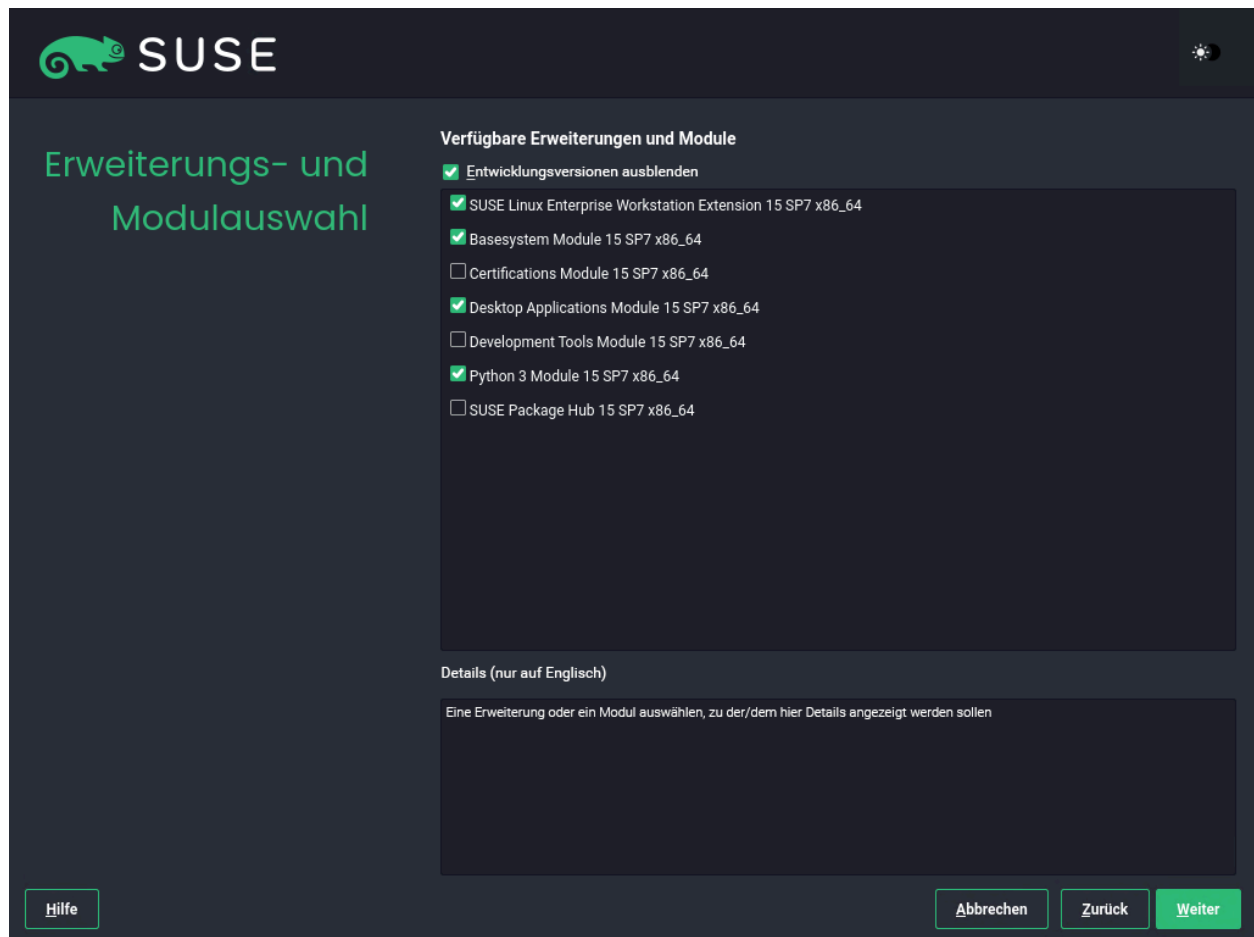 SUSE
Erweiterungs- und
Modulauswahl
Verfügbare Erweiterungen und Module
Entwicklungsversionen ausblenden
SUSE Linux Enterprise Workstation Extension 15 SP7 x86_64
Basesystem Module 15 SP7 x86_64
Certifications Module 15 SP7 x86_64
Desktop Applications Module 15 SP7 x86_64
Development Tools Module 15 SP7 x86_64
Python 3 Module 15 SP7 x86_64
SUSE Package Hub 15 SP7 x86_64
Details (nur auf Englisch)
Eine Erweiterung oder ein Modul auswählen, zu der/dem hier Details angezeigt werden sollen
Hilfe
Abbrechen
Zurück
Weiter